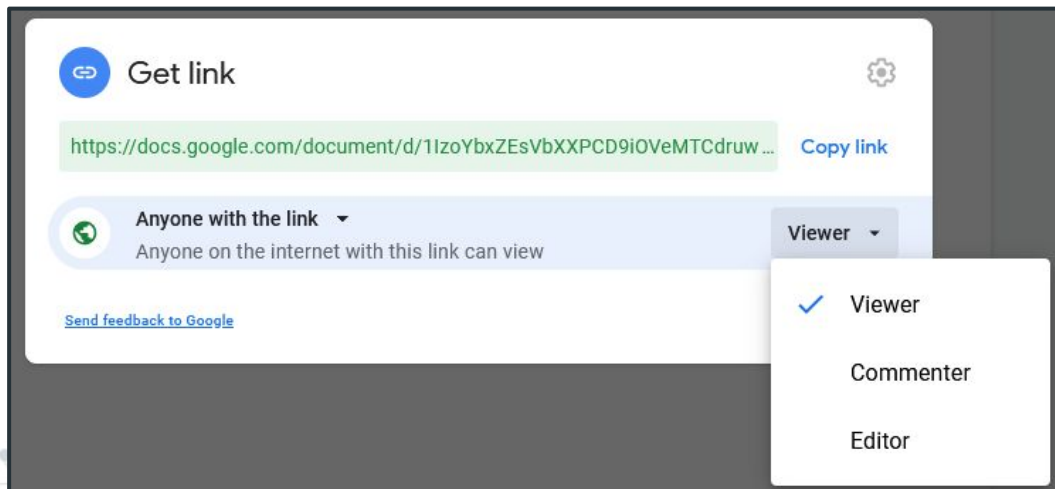 Get link
https://docs.google.com/document/d/1IzoYbxZEsVbXXPCD9iOVeMTCdruw ...
Copy link
Anyone with the link
Anyone on the internet with this link can view
Viewer
Send feedback to Google
Viewer
Commenter
Editor